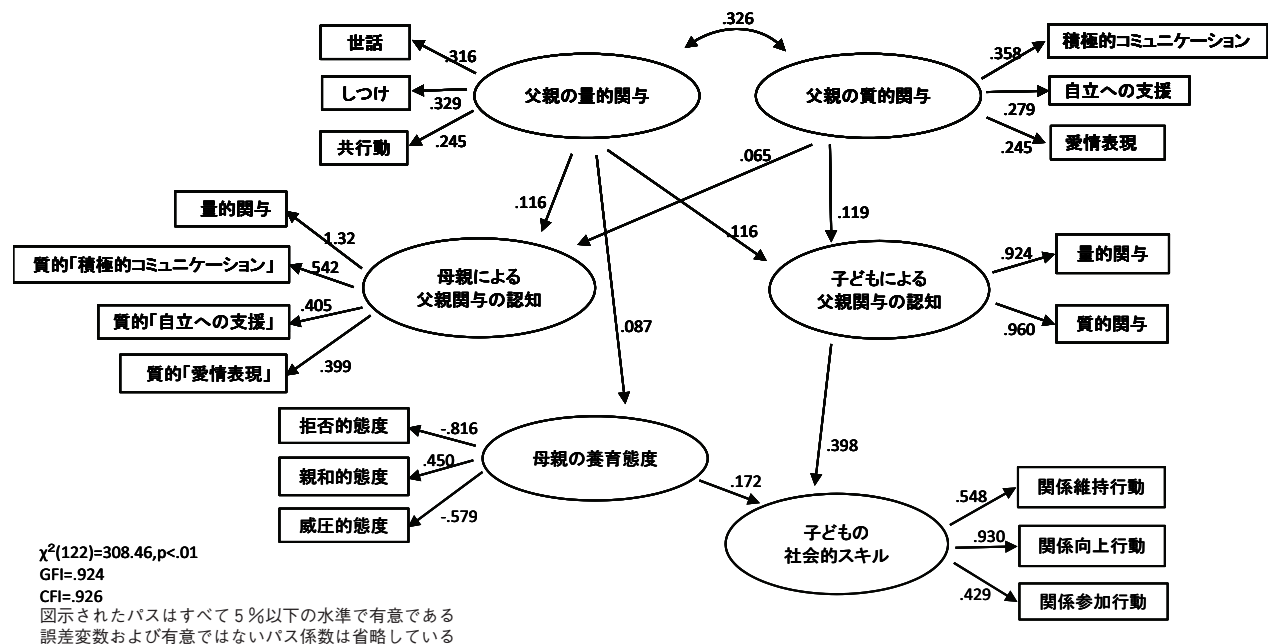 .326
世話
.316
父親の量的関与
しつけ
.329
共行動
.245
父親の質的関与
.358
積極的コミュニケーション
自立への支援
.279
愛情表現
.245
.065
.116
.116
.119
.087
量的関与
1.32
質的「積極的コミュニケーション」
.542
質的「自立への支援」
.405
質的「愛情表現」
.399
母親による
父親関与の認知
子どもによる
父親関与の認知
.924
量的関与
.960
質的関与
.398
拒否的態度
-.816
親和的態度
.450
威圧的態度
-.579
母親の養育態度
.172
子どもの
社会的スキル
.548
関係維持行動
.930
関係向上行動
.429
関係参加行動
χ²(122)=308.46,p<.01
GFI=.924
CFI=.926
図示されたパスはすべて5%以下の水準で有意である
誤差変数および有意ではないパス係数は省略している